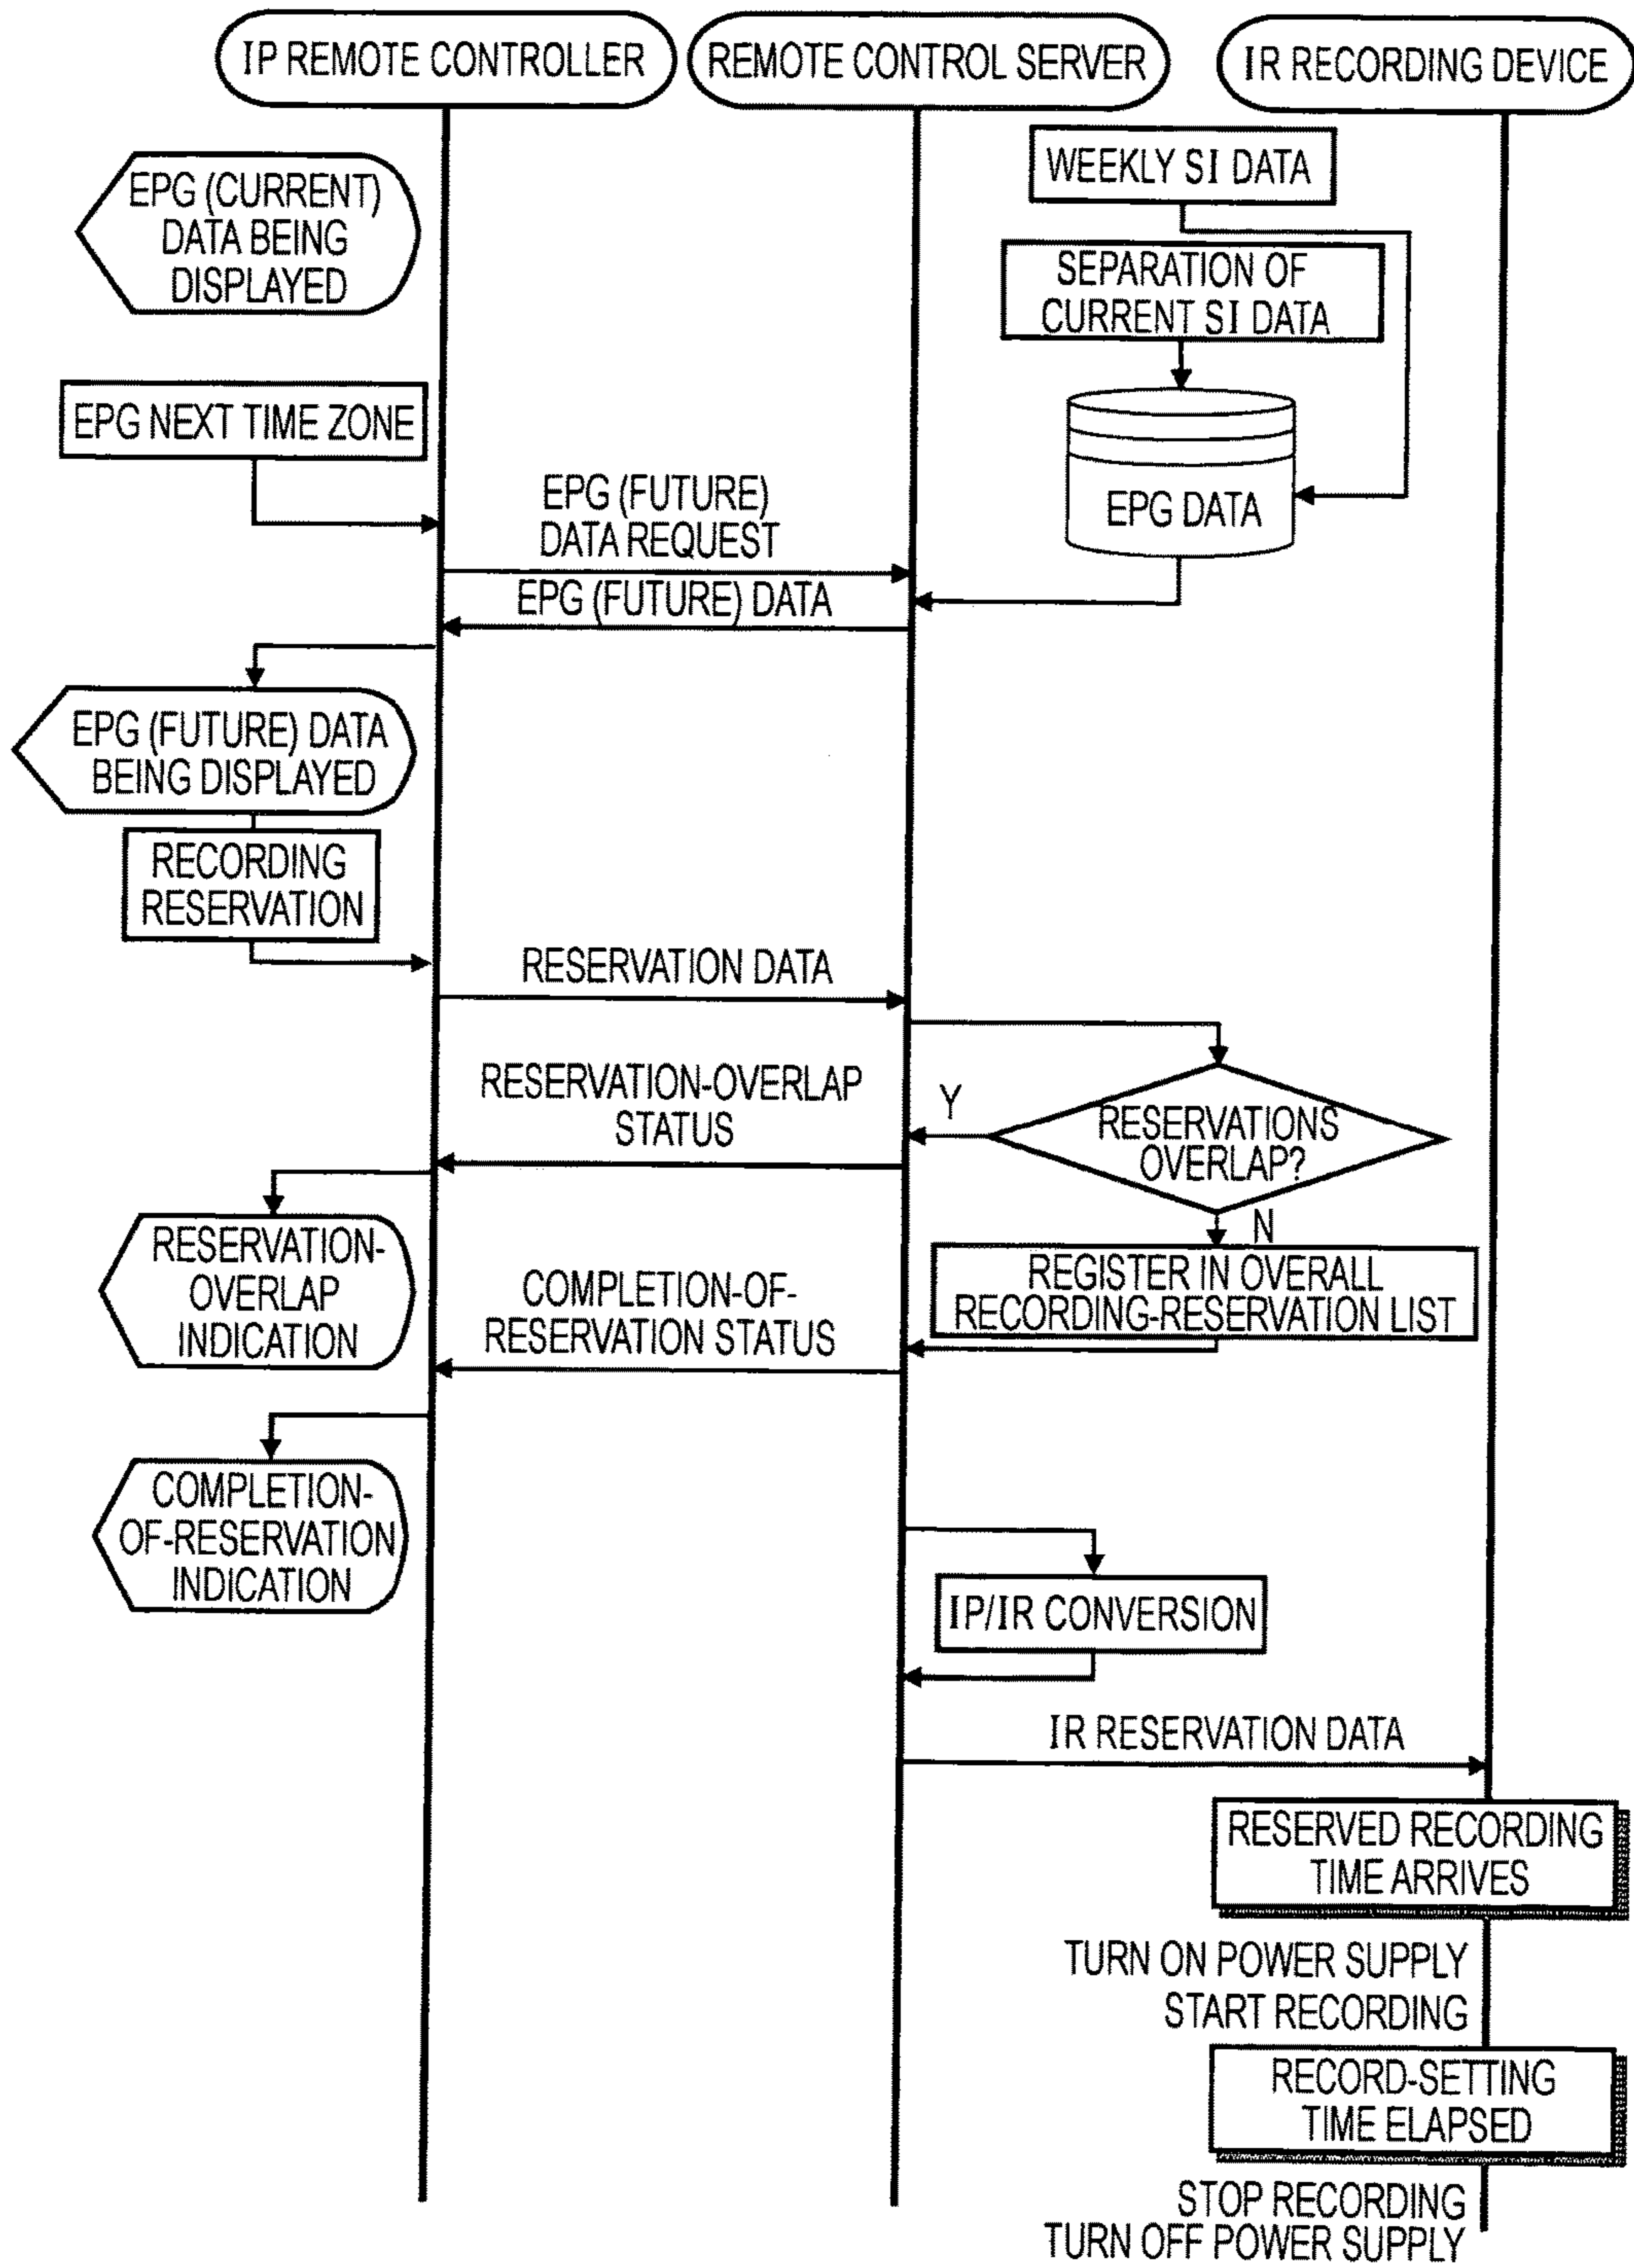 IP REMOTE CONTROLLER
REMOTE CONTROL SERVER
IR RECORDING DEVICE
WEEKLY SI DATA
EPG (CURRENT)
DATA BEING
DISPLAYED
SEPARATION OF
CURRENT SI DATA
EPG NEXT TIME ZONE
EPG DATA
EPG (FUTURE)
DATA REQUEST
EPG (FUTURE) DATA
EPG (FUTURE) DATA
BEING DISPLAYED
RECORDING
RESERVATION
RESERVATION DATA
RESERVATION-OVERLAP
STATUS
Y
RESERVATIONS
OVERLAP?
N
RESERVATION-
OVERLAP
INDICATION
REGISTER IN OVERALL
RECORDING-RESERVATION LIST
COMPLETION-OF-
RESERVATION STATUS
COMPLETION-
OF-RESERVATION
INDICATION
IP/IR CONVERSION
IR RESERVATION DATA
RESERVED RECORDING
TIME ARRIVES
TURN ON POWER SUPPLY
START RECORDING
RECORD-SETTING
TIME ELAPSED
STOP RECORDING
TURN OFF POWER SUPPLY